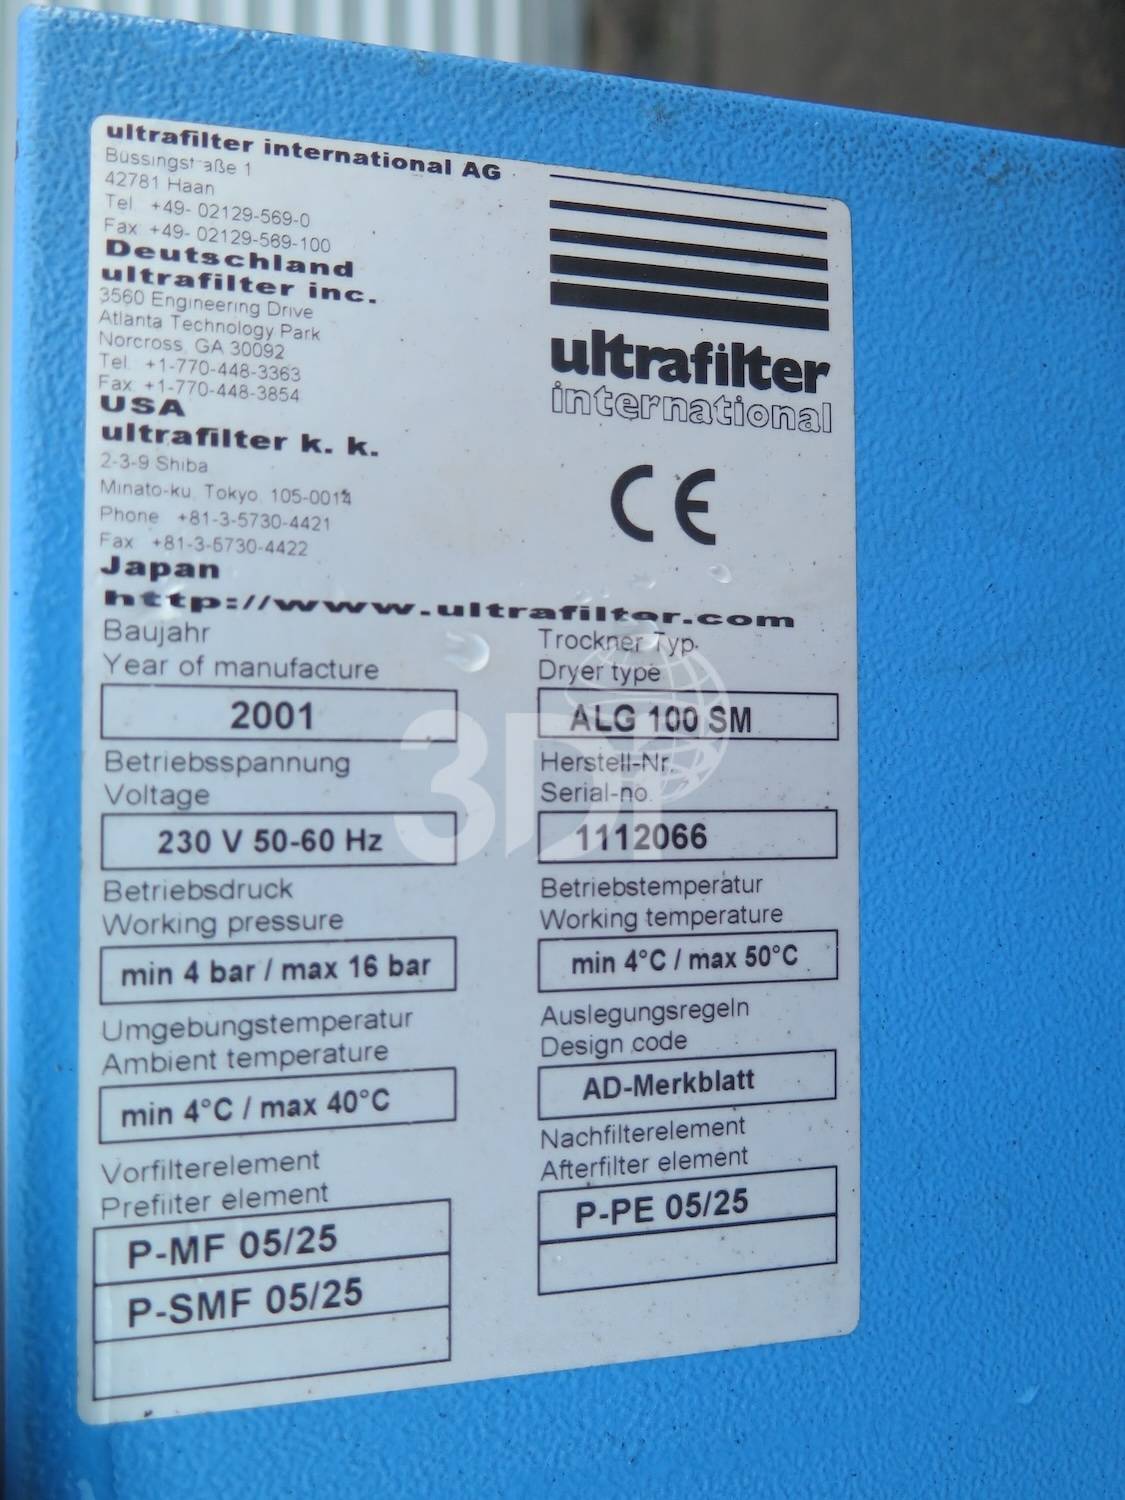 ultrafilter international AG
Büssingstraße 1
42781 Haan
Tel. +49- 02129-569-0
Fax. +49- 02129-569-100
Deutschland
ultrafilter inc.
3560 Engineering Drive
Atlanta Technology Park
Norcross, GA 30092
Tel. +1-770-448-3363
Fax. +1-770-448-3854
USA
ultrafilter k. k.
2-3-9 Shiba
Minato-ku, Tokyo, 105-0014
Phone +81-3-5730-4421
Fax +81-3-5730-4422
Japan
http://www.ultrafilter.com
ultrafilter
international
CE
Baujahr
Year of manufacture
2001
Trockner Typ.
Dryer type
ALG 100 SM
Betriebsspannung
Voltage
230 V 50-60 Hz
Herstell-Nr.
Serial-no.
1112066
Betriebsdruck
Working pressure
min 4 bar / max 16 bar
Betriebstemperatur
Working temperature
min 4°C / max 50°C
Umgebungstemperatur
Ambient temperature
min 4°C / max 40°C
Auslegungsregeln
Design code
AD-Merkblatt
Vorfilterelement
Prefilter element
P-MF 05/25
P-SMF 05/25
Nachfilterelement
Afterfilter element
P-PE 05/25